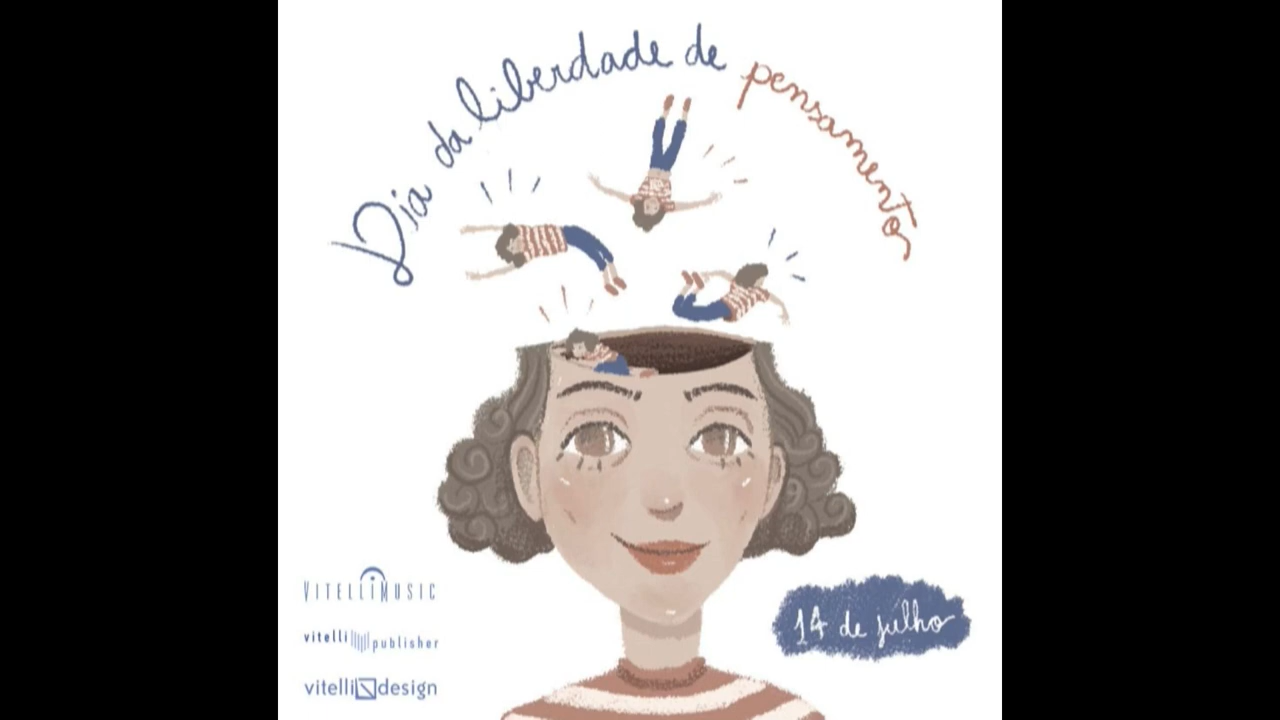 Dia da liberdade de pensamento
VITELLIMUSIC
vitelli publisher
vitelli design
14 de julho